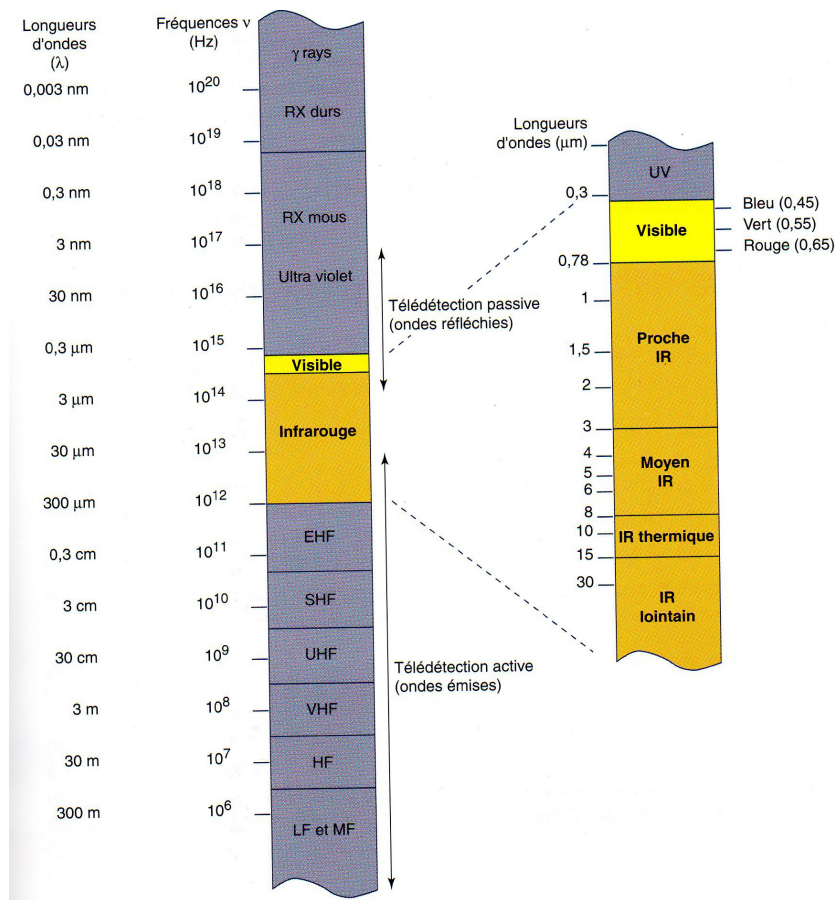 Longueurs
d'ondes
(λ)
Fréquences ν
(Hz)
0,003 nm
10²⁰
0,03 nm
10¹⁹
0,3 nm
10¹⁸
3 nm
10¹⁷
30 nm
10¹⁶
0,3 µm
10¹⁵
3 µm
10¹⁴
30 µm
10¹³
300 µm
10¹²
0,3 cm
10¹¹
3 cm
10¹⁰
30 cm
10⁹
3 m
10⁸
30 m
10⁷
300 m
10⁶
γ rays
RX durs
RX mous
Ultra violet
Visible
Infrarouge
EHF
SHF
UHF
VHF
HF
LF et MF
Télédétection passive
(ondes réfléchies)
Télédétection active
(ondes émises)
Longueurs
d'ondes (µm)
0,3
0,78
1
1,5
2
3
4
5
6
8
10
15
30
UV
Visible
Proche
IR
Moyen
IR
IR thermique
IR
lointain
Bleu (0,45)
Vert (0,55)
Rouge (0,65)